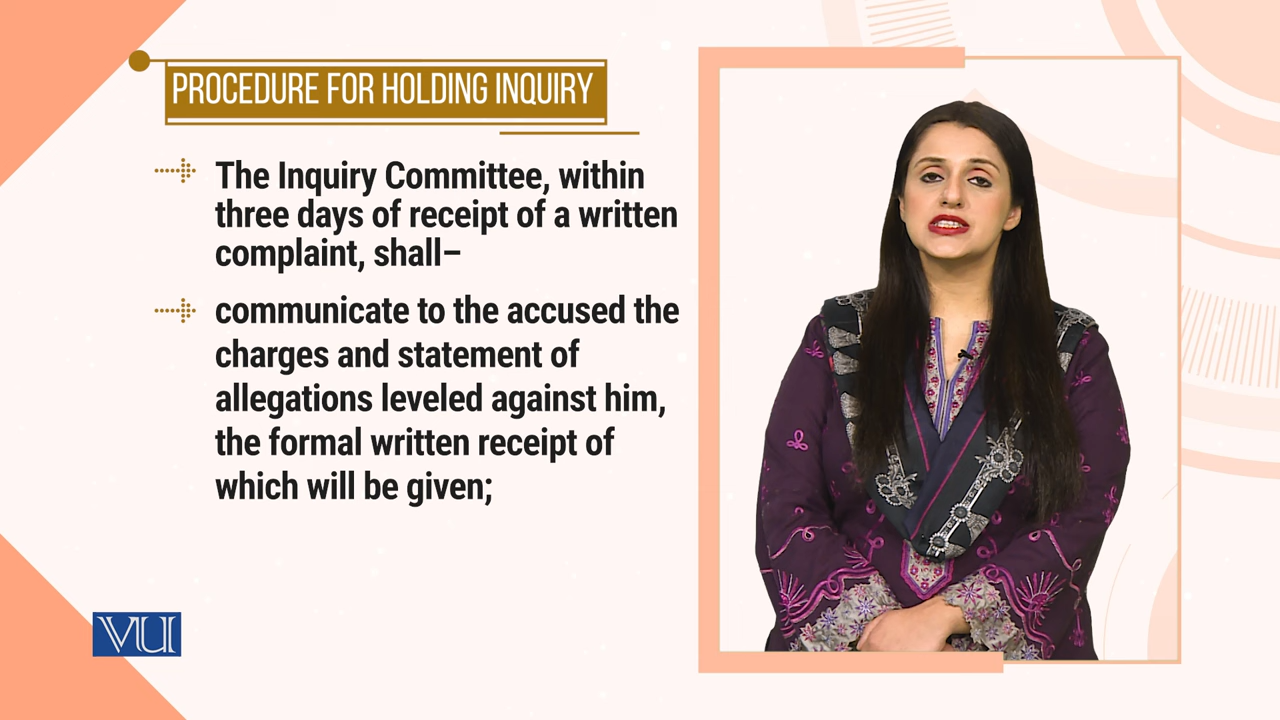 PROCEDURE FOR HOLDING INQUIRY
The Inquiry Committee, within
three days of receipt of a written
complaint, shall–
communicate to the accused the
charges and statement of
allegations leveled against him,
the formal written receipt of
which will be given;
VU